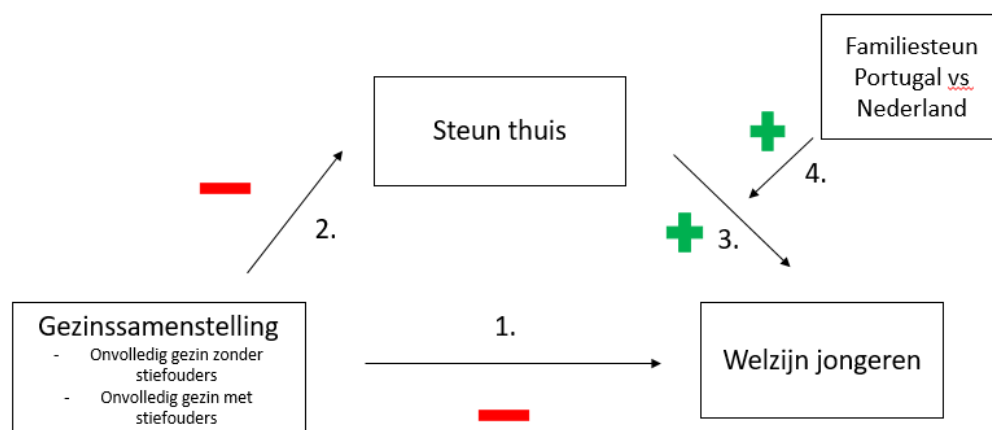 Familiesteun
Portugal vs
Nederland
Steun thuis
4.
2.
3.
Gezinssamenstelling
- Onvolledig gezin zonder
stiefouders
- Onvolledig gezin met
stiefouders
1.
Welzijn jongeren